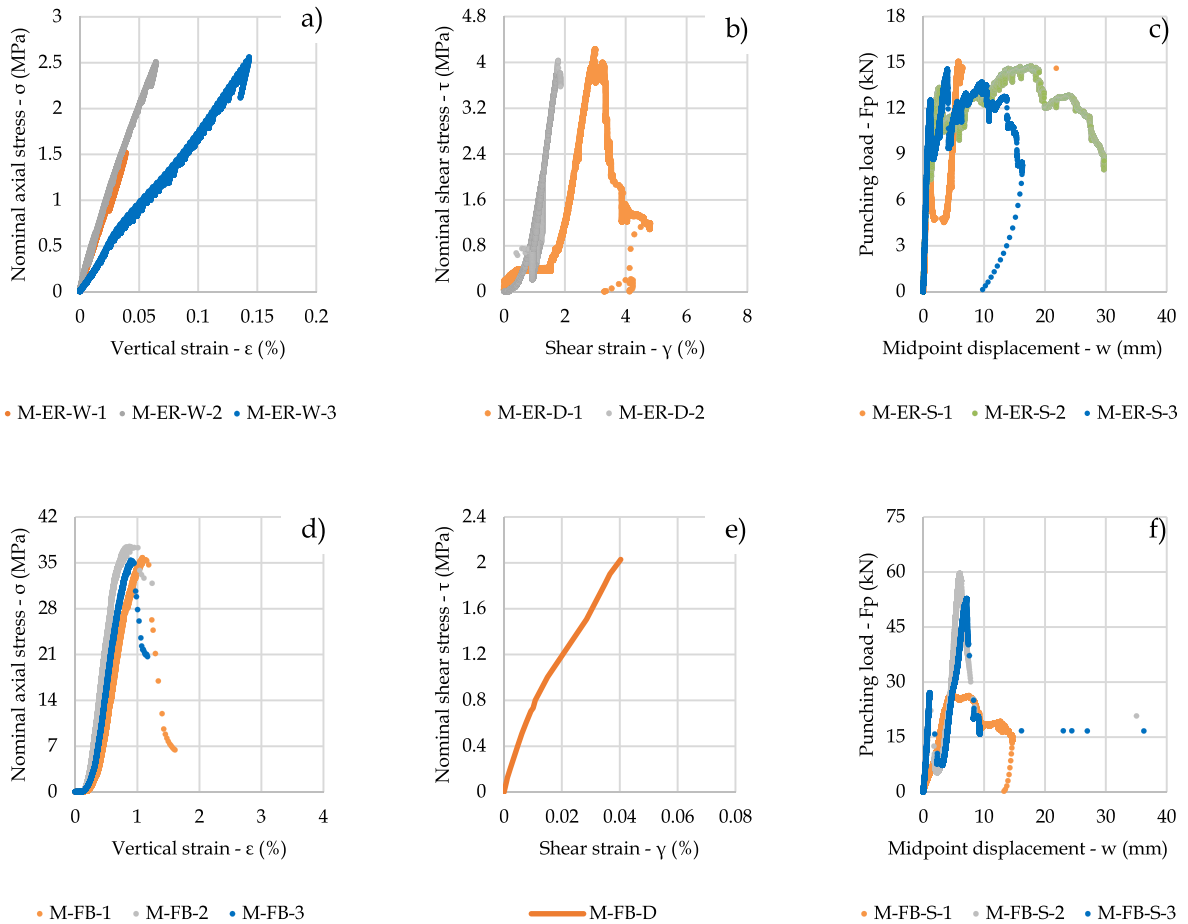 a)
Nominal axial stress - σ (MPa)
3
2.5
2
1.5
1
0.5
0
0 0.05 0.1 0.15 0.2
Vertical strain - ε (%)
M-ER-W-1 M-ER-W-2 M-ER-W-3
b)
Nominal shear stress - τ (MPa)
4.8
4
3.2
2.4
1.6
0.8
0
0 2 4 6 8
Shear strain - γ (%)
M-ER-D-1 M-ER-D-2
c)
Punching load - Fp (kN)
18
15
12
9
6
3
0
0 10 20 30 40
Midpoint displacement - w (mm)
M-ER-S-1 M-ER-S-2 M-ER-S-3
d)
Nominal axial stress - σ (MPa)
42
35
28
21
14
7
0
0 1 2 3 4
Vertical strain - ε (%)
M-FB-1 M-FB-2 M-FB-3
e)
Nominal shear stress - τ (MPa)
2.4
2
1.6
1.2
0.8
0.4
0
0 0.02 0.04 0.06 0.08
Shear strain - γ (%)
M-FB-D
f)
Punching load - Fp (kN)
75
60
45
30
15
0
0 10 20 30 40
Midpoint displacement - w (mm)
M-FB-S-1 M-FB-S-2 M-FB-S-3